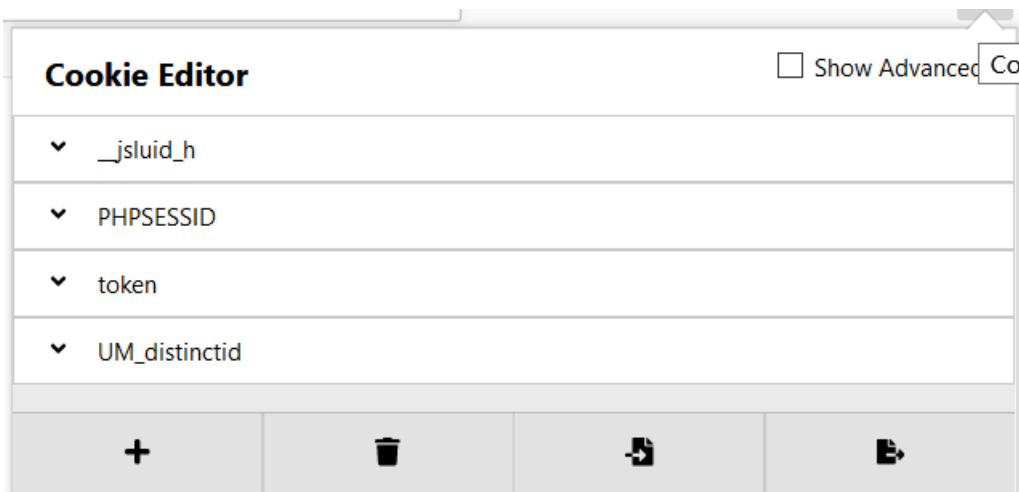 Cookie Editor
Show Advanced
Co
__jsluid_h
PHPSESSID
token
UM_distinctid